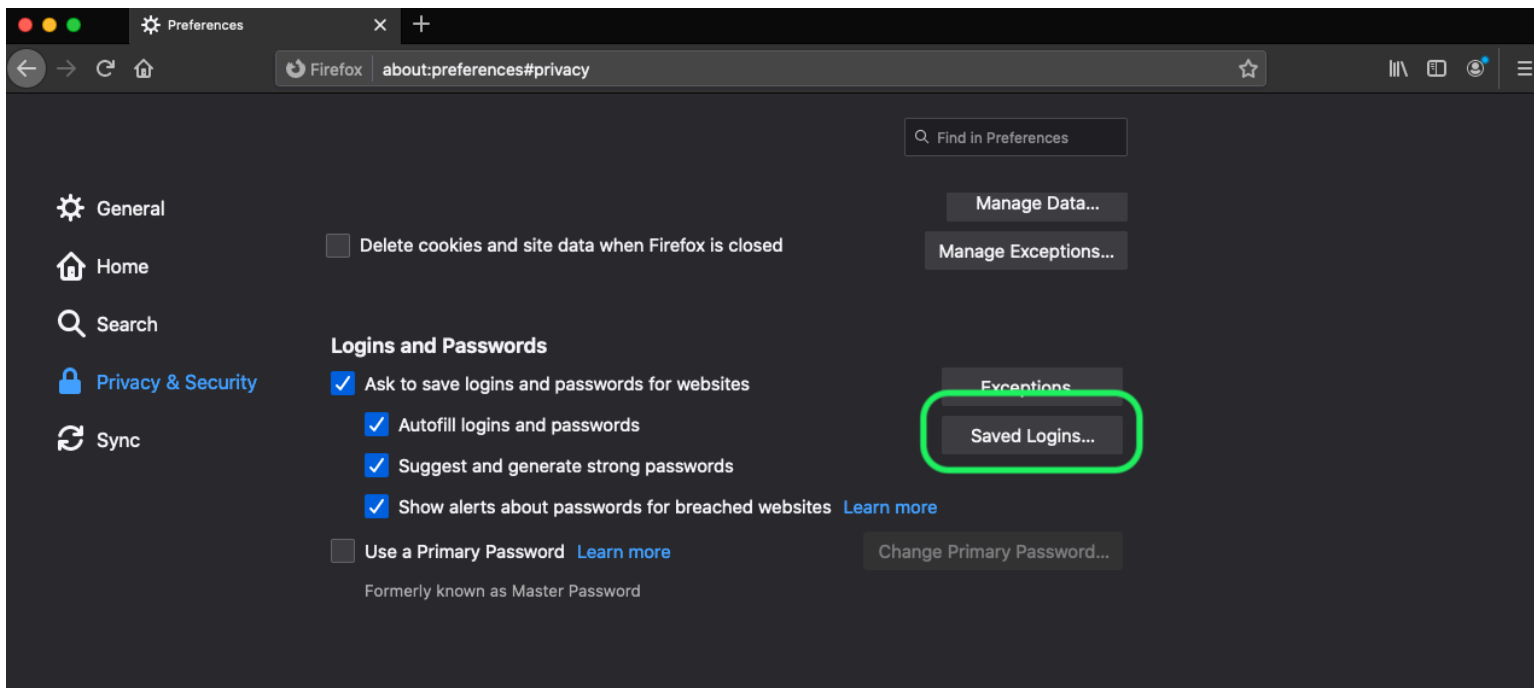 Preferences
Firefox about:preferences#privacy
Find in Preferences
General
Home
Search
Privacy & Security
Sync
Manage Data...
Delete cookies and site data when Firefox is closed
Manage Exceptions...
Logins and Passwords
Ask to save logins and passwords for websites
Exceptions...
Autofill logins and passwords
Saved Logins...
Suggest and generate strong passwords
Show alerts about passwords for breached websites Learn more
Use a Primary Password Learn more
Change Primary Password...
Formerly known as Master Password